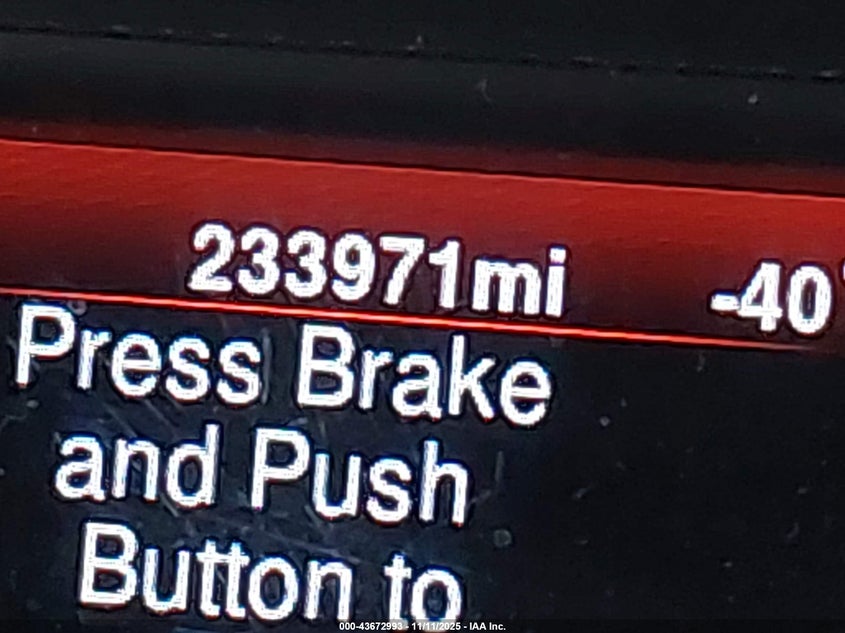 233971mi -40°
Press Brake
and Push
Button to
000-43672993 - 11/11/2025 - IAA Inc.